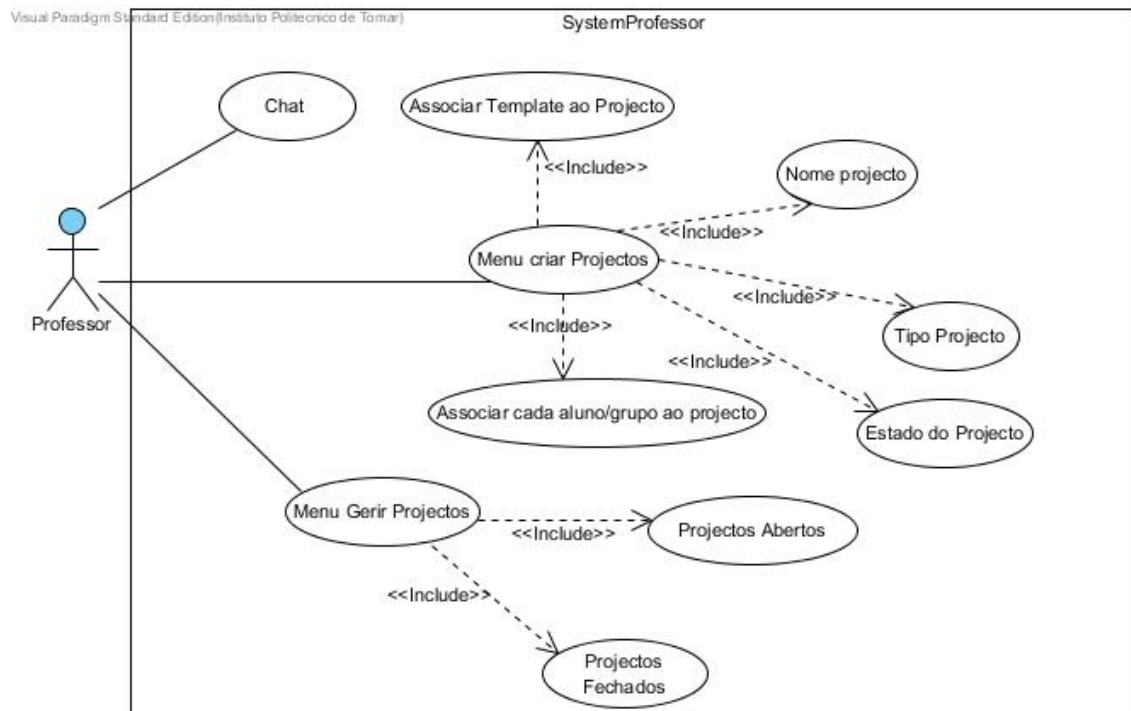 Visual Paradigm Standard Edition(Instituto Politecnico de Tomar)
SystemProfessor
Chat
Associar Template ao Projecto
<<Include>>
Nome projecto
<<Include>>
Menu criar Projectos
<<Include>>
Professor
<<Include>>
Tipo Projecto
<<Include>>
Associar cada aluno/grupo ao projecto
Estado do Projecto
Menu Gerir Projectos
<<Include>>
Projectos Abertos
<<Include>>
Projectos
Fechados